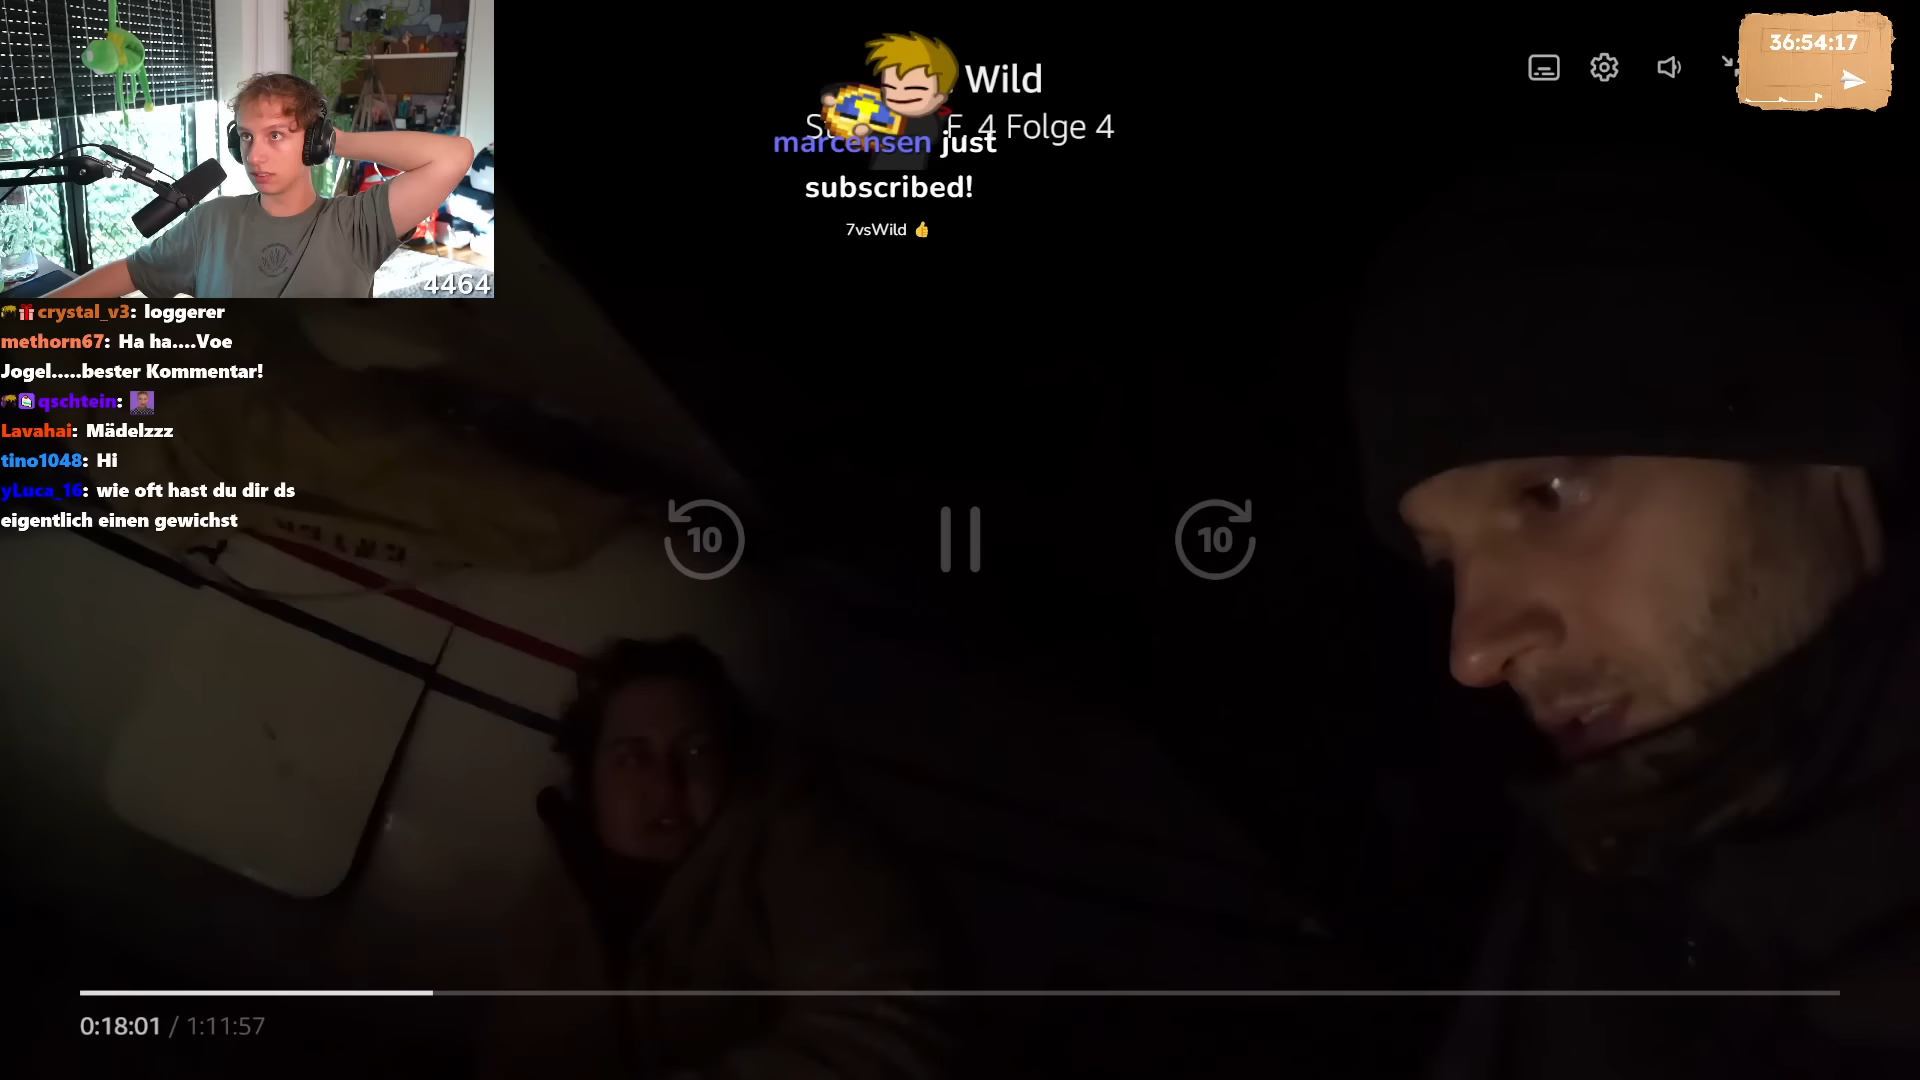 36:54:17
Wild
F. 4 Folge 4
marcensen just
subscribed!
7vsWild 👍
4464
crystal_v3: loggerer
methorn67: Ha ha....Voe
Jogel.....bester Kommentar!
qschtein:
Lavahai: Mädelzzz
tino1048: Hi
yLuca_16: wie oft hast du dir ds
eigentlich einen gewichst
10
10
0:18:01 / 1:11:57